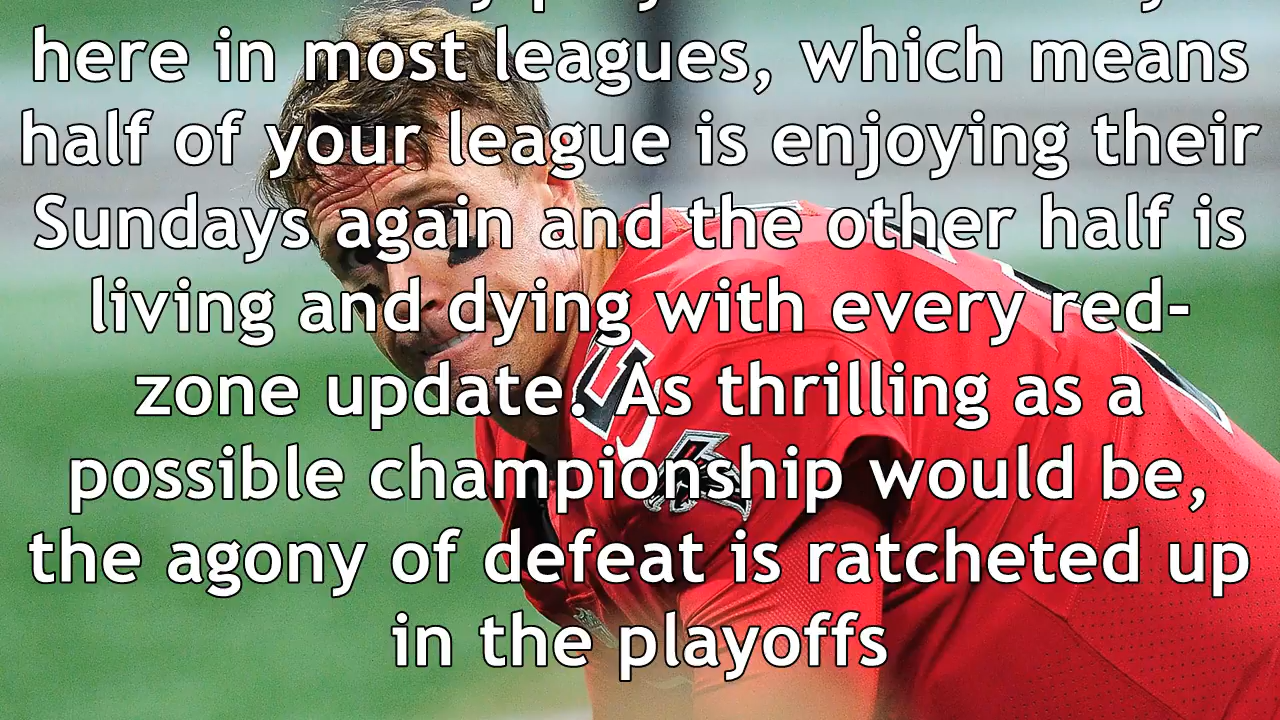 here in most leagues, which means
half of your league is enjoying their
Sundays again and the other half is
living and dying with every red-
zone update. As thrilling as a
possible championship would be,
the agony of defeat is ratcheted up
in the playoffs